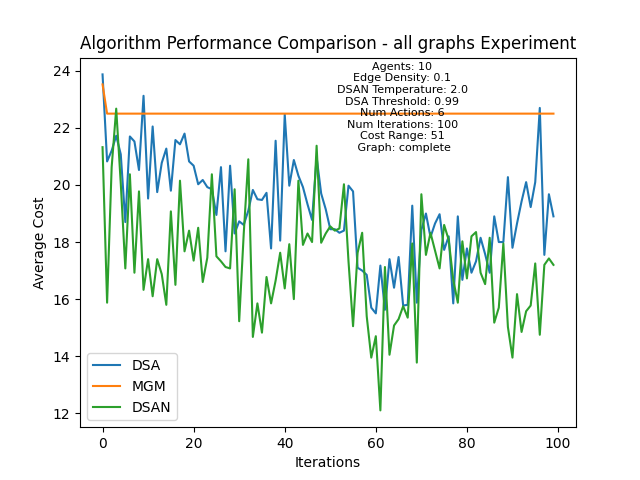 Algorithm Performance Comparison - all graphs Experiment
Agents: 10
Edge Density: 0.1
DSAN Temperature: 2.0
DSA Threshold: 0.99
Num Actions: 6
Num Iterations: 100
Cost Range: 51
Graph: complete
24
22
20
18
16
14
12
Average Cost
DSA
MGM
DSAN
0
20
40
60
80
100
Iterations